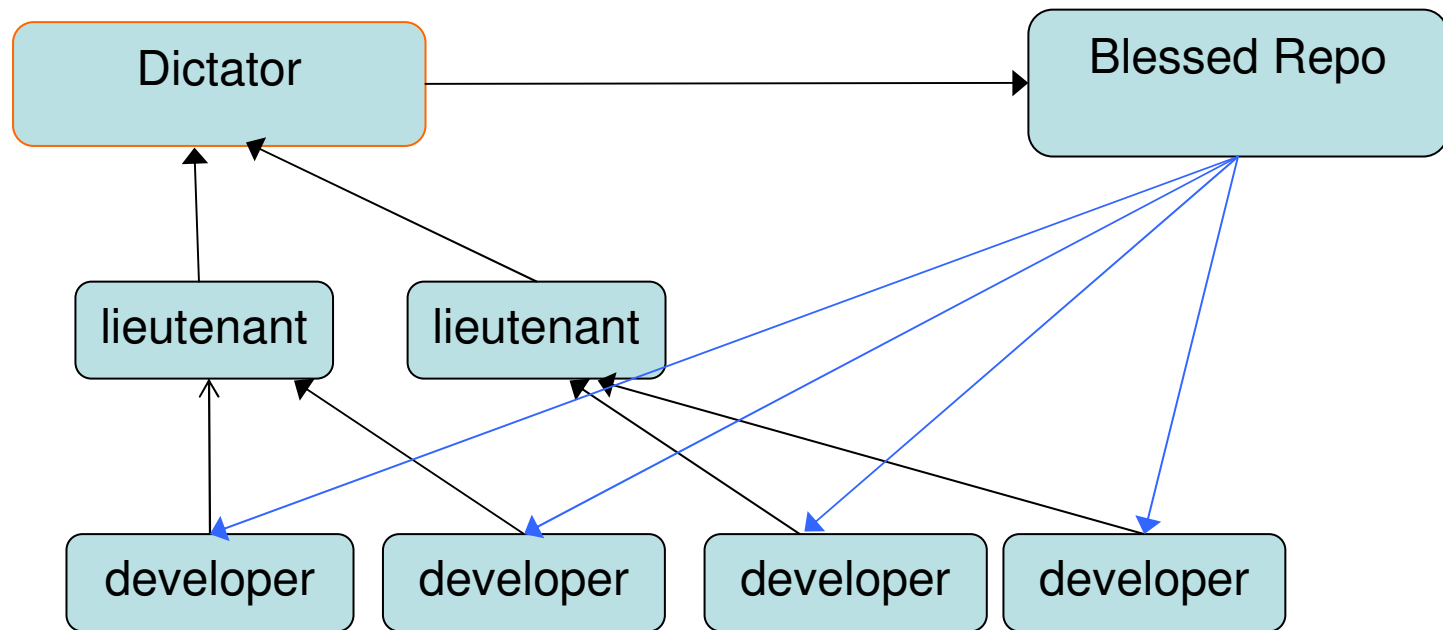 Dictator
Blessed Repo
lieutenant
lieutenant
developer
developer
developer
developer